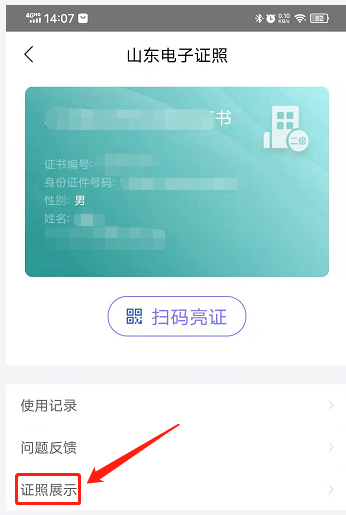 4GHD 14:07 0.10 KB/s 82
山东电子证照
书
二级
证书编号:
身份证件号码:
性别: 男
姓名:
扫码亮证
使用记录
问题反馈
证照展示